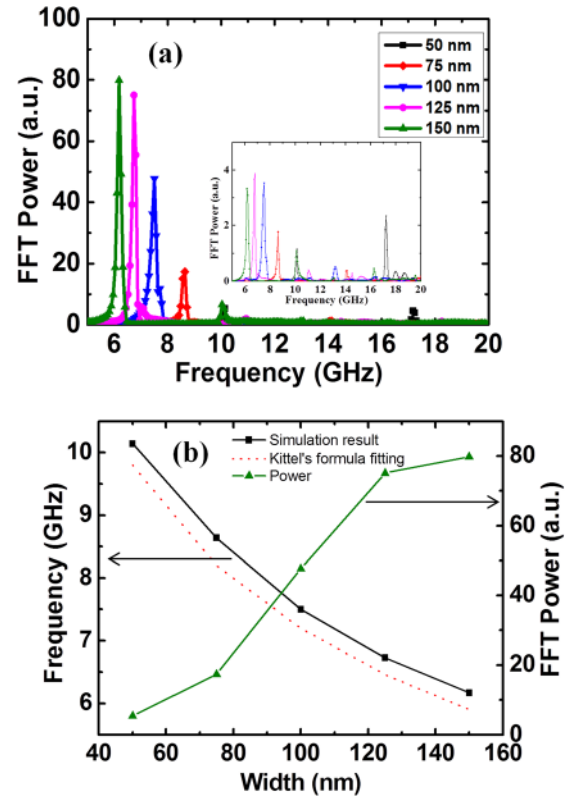 (a)
FFT Power (a.u.)
100
80
60
40
20
0
50 nm
75 nm
100 nm
125 nm
150 nm
FFT Power (a.u.)
4
2
0
6 8 10 12 14 16 18 20
Frequency (GHz)
6 8 10 12 14 16 18 20
Frequency (GHz)
(b)
Simulation result
Kittel's formula fitting
Power
Frequency (GHz)
10
9
8
7
6
80
60
40
20
0
FFT Power (a.u.)
40 60 80 100 120 140 160
Width (nm)